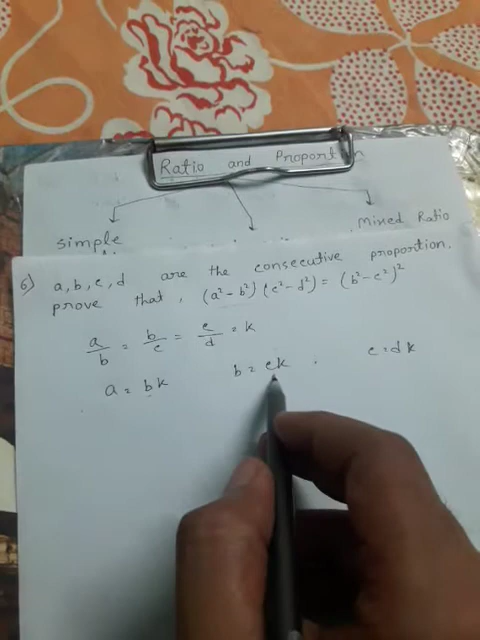 Ratio and Proportion
simple Mixed Ratio
6) a, b, c, d are the consecutive proportion.
prove that, (a²-b²)(c²-d²) = (b²-c²)²
a/b = b/c = c/d = k
a = bk b = ck . c = dk